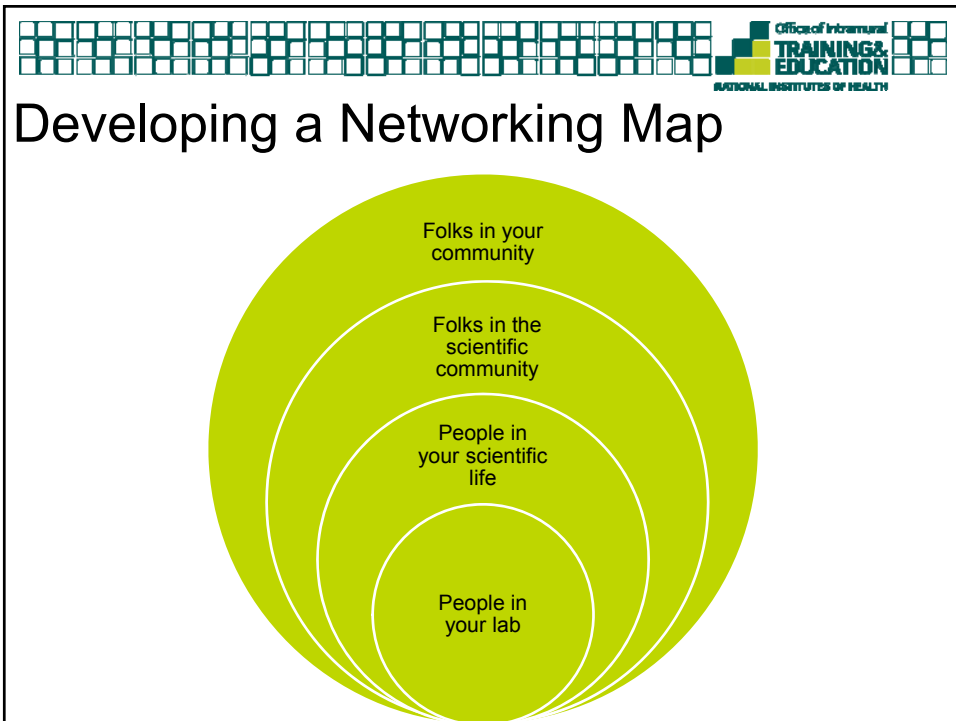 Office of Intramural
TRAINING&
EDUCATION
NATIONAL INSTITUTES OF HEALTH
Developing a Networking Map
Folks in your
community
Folks in the
scientific
community
People in
your scientific
life
People in
your lab